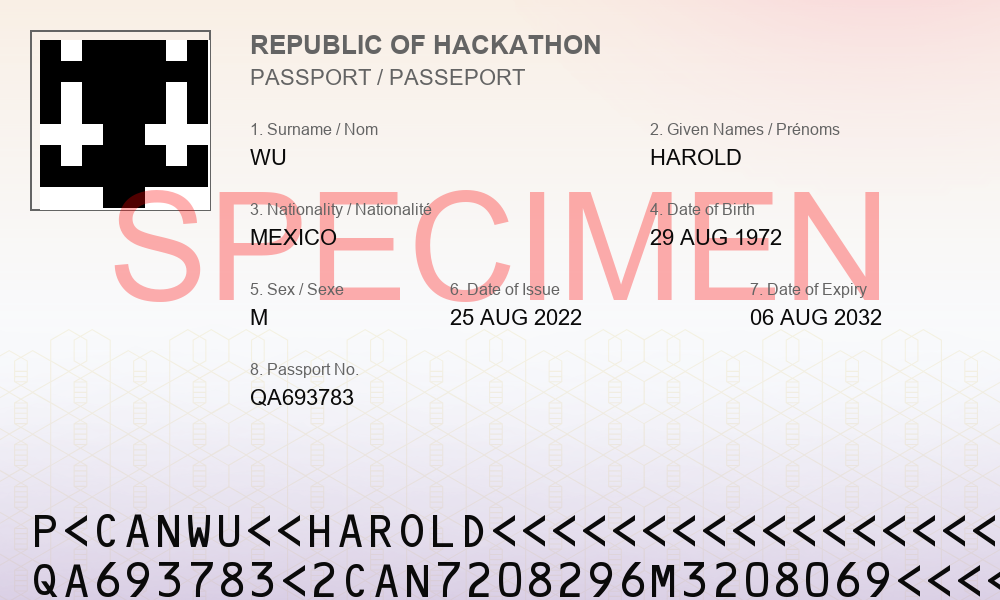 REPUBLIC OF HACKATHON
PASSPORT / PASSEPORT
1. Surname / Nom 2. Given Names / Prénoms
WU HAROLD
SPECIMEN
3. Nationality / Nationalité 4. Date of Birth
MEXICO 29 AUG 1972
5. Sex / Sexe 6. Date of Issue 7. Date of Expiry
M 25 AUG 2022 06 AUG 2032
8. Passport No.
QA693783
P<CANWU<<HAROLD<<<<<<<<<<<<<<<<<
QA693783<2CAN7208296M3208069<<<<